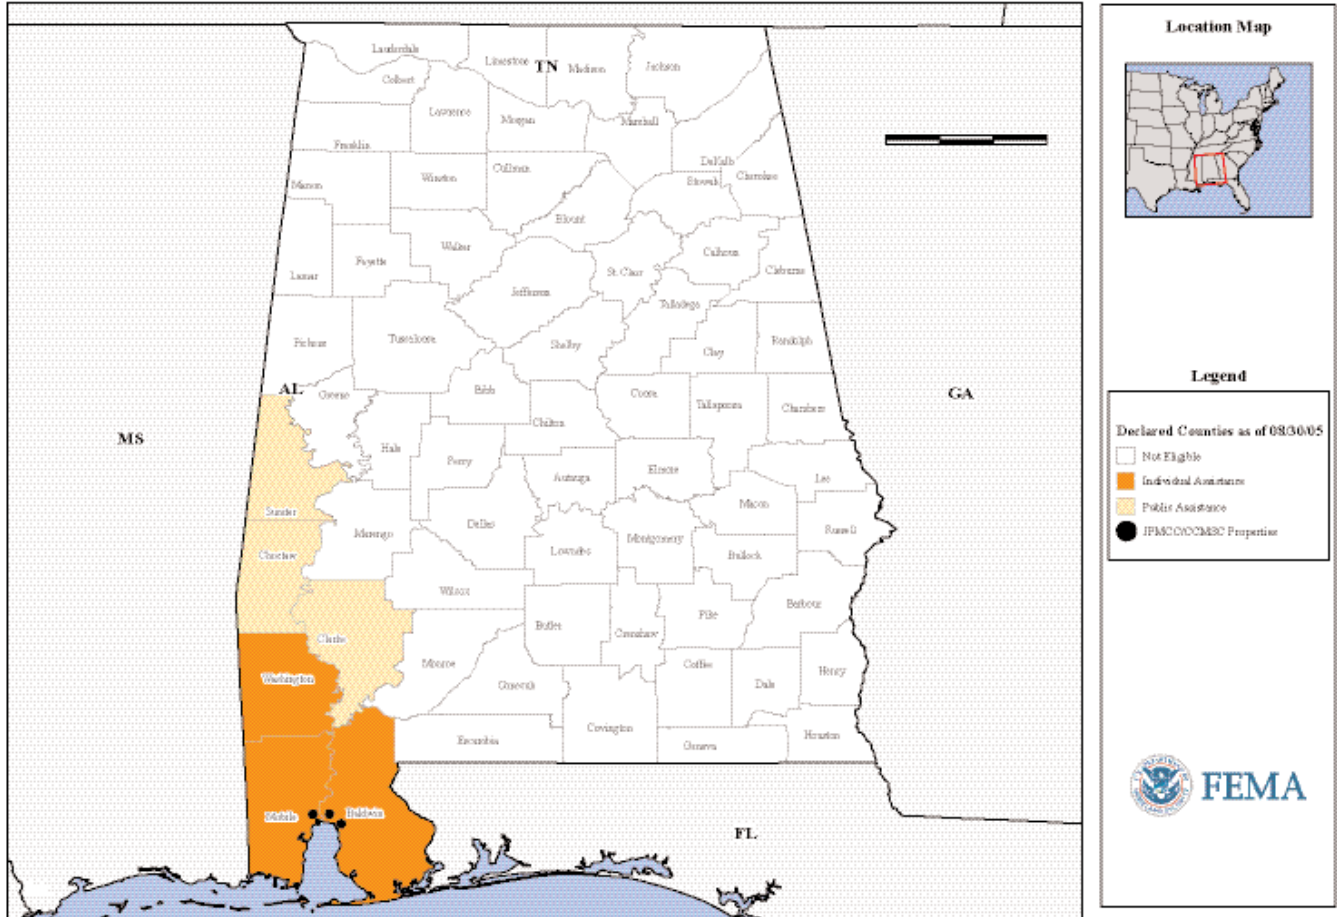 Location Map
Lauderdale
Limestone
TN
Madison
Jackson
Colbert
Lawrence
Morgan
Marshall
Franklin
DeKalb
Cherokee
Marion
Winston
Cullman
Etowah
Blount
Walker
Calhoun
Fayette
St. Clair
Cleburne
Lamar
Jefferson
Talladega
Pickens
Tuscaloosa
Shelby
Clay
Randolph
Legend
AL
Greene
Bibb
Coosa
Tallapoosa
Chambers
GA
Chilton
MS
Hale
Perry
Autauga
Elmore
Lee
Declared Counties as of 08/30/05
Not Eligible
Individual Assistance
Public Assistance
JPMCC/CCMSC Properties
Sumter
Macon
Marengo
Dallas
Montgomery
Russell
Choctaw
Lowndes
Bullock
Wilcox
Barbour
Butler
Pike
Clarke
Crenshaw
Monroe
Coffee
Henry
Washington
Conecuh
Dale
Escambia
Covington
Geneva
Houston
Mobile
Baldwin
FL
FEMA